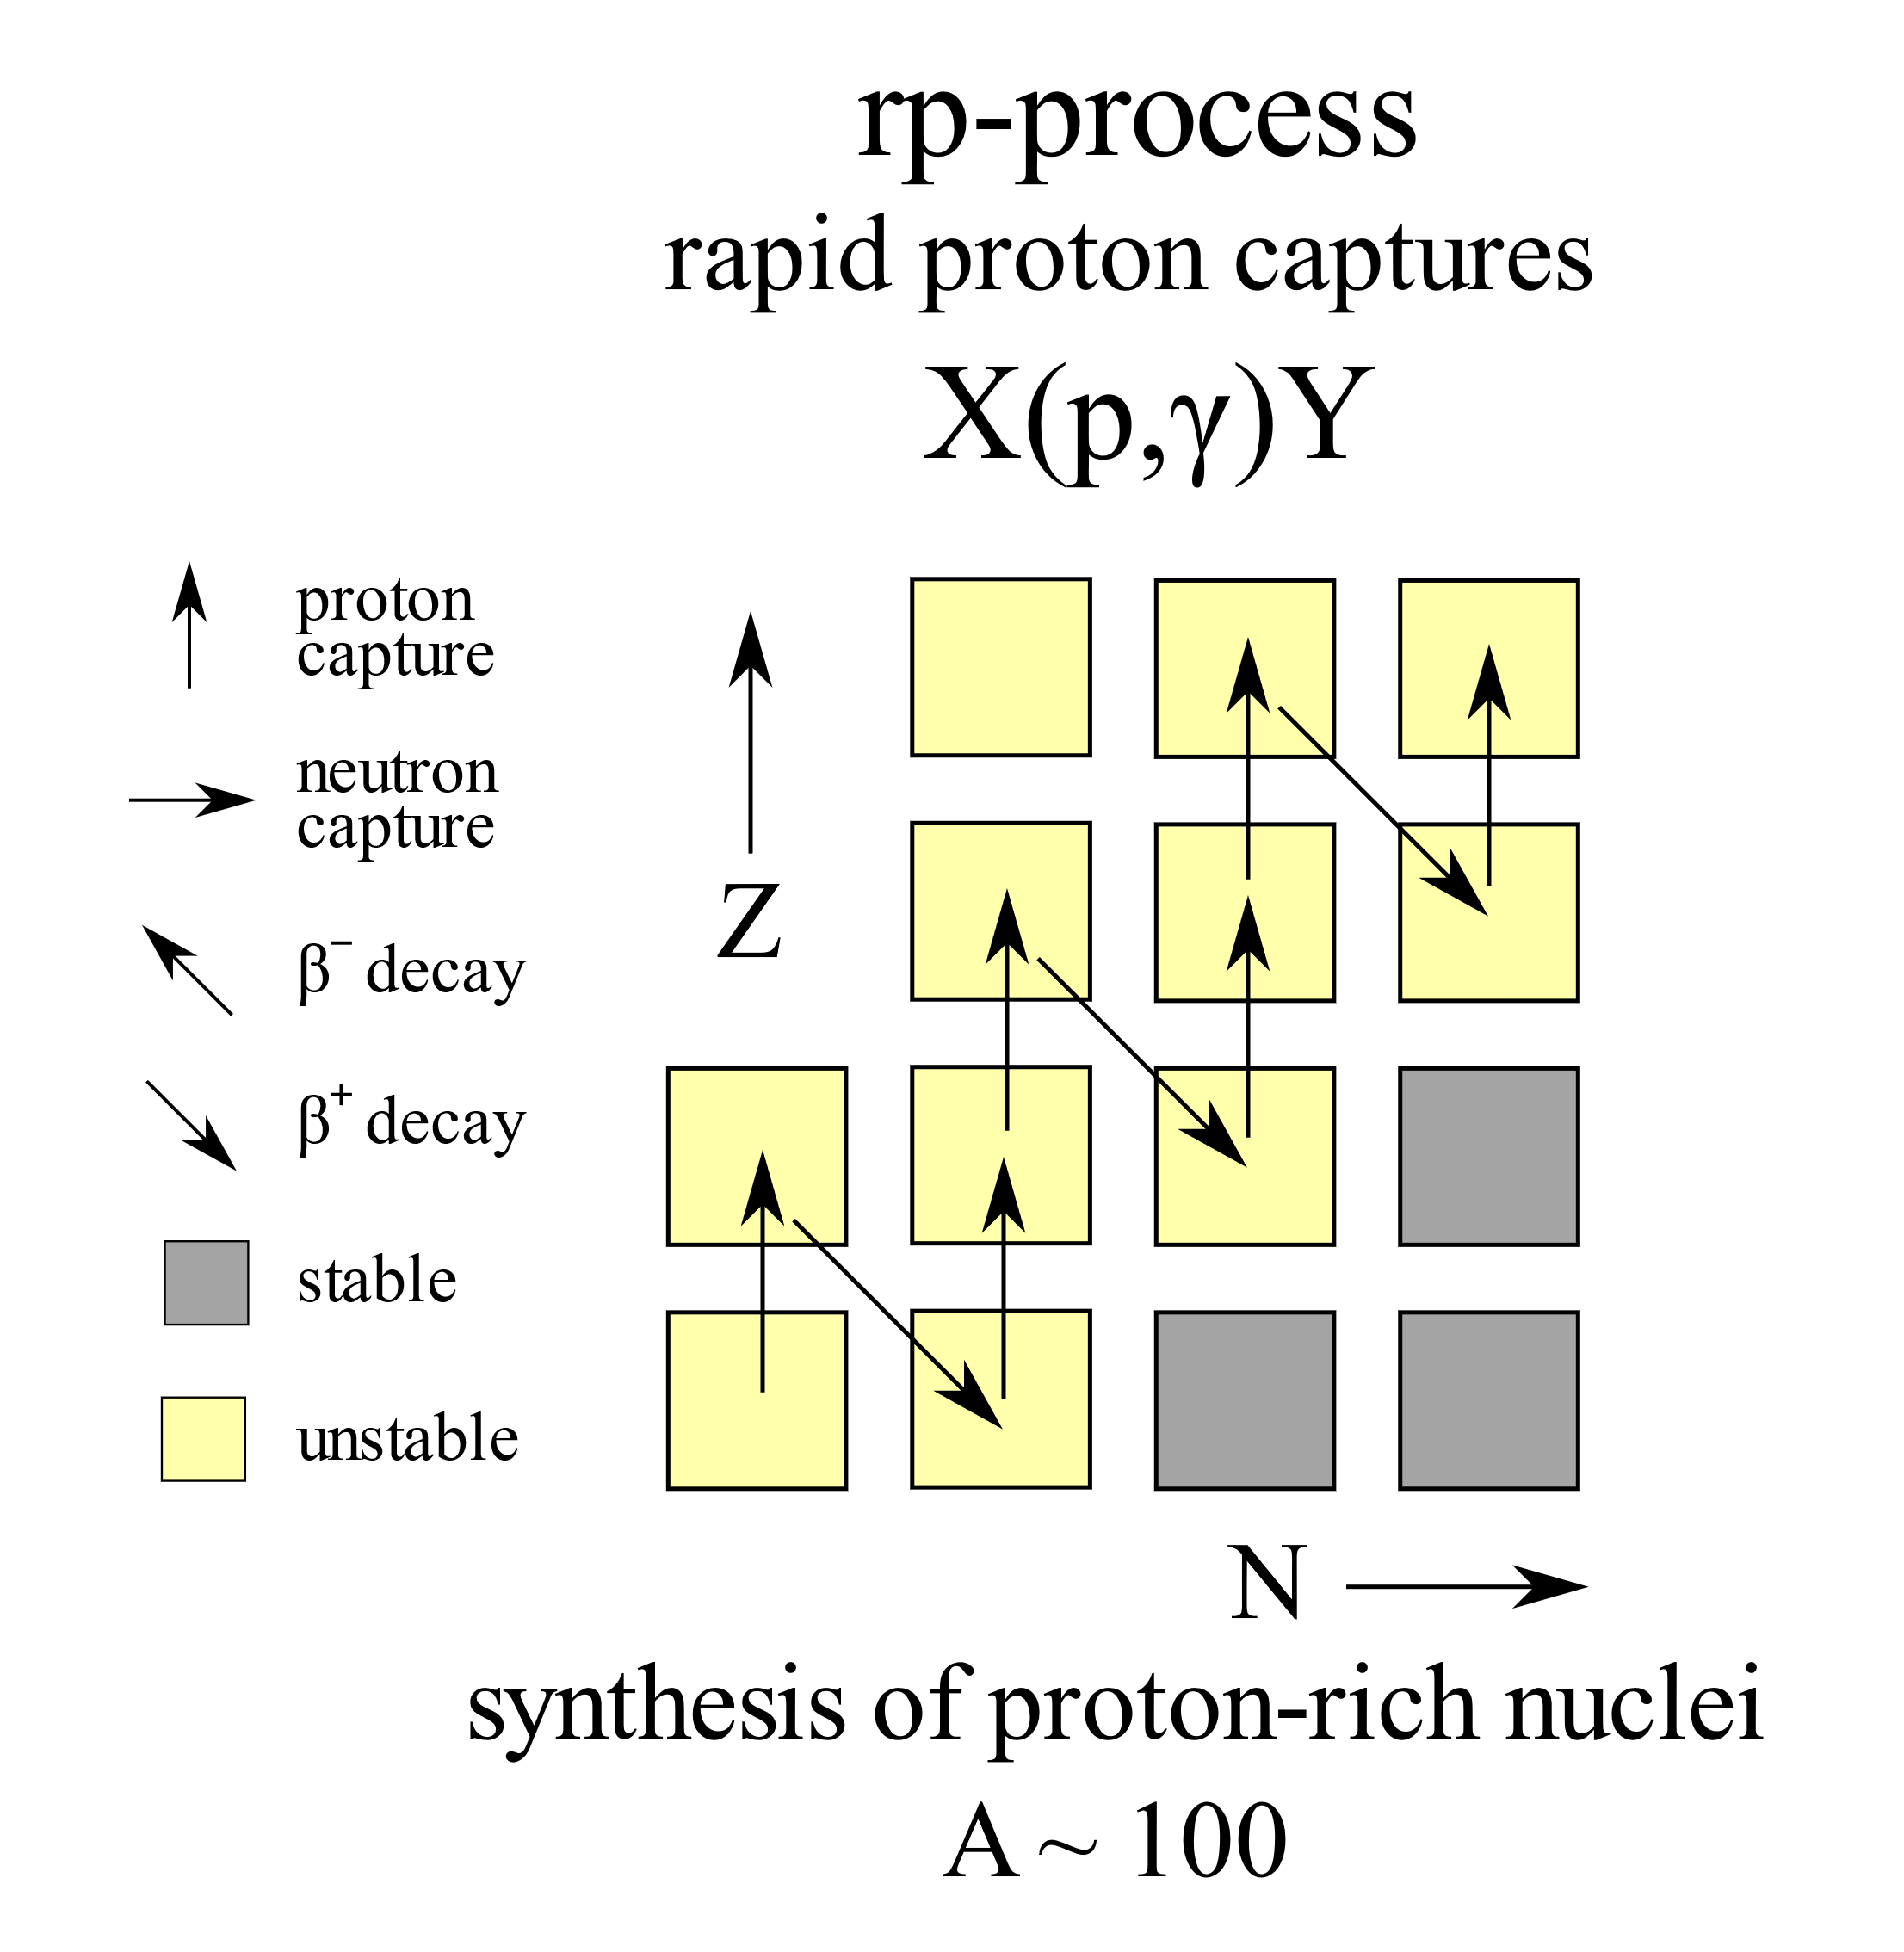 rp-process
rapid proton captures
X(p,γ)Y
proton
capture
neutron
capture
β⁻ decay
β⁺ decay
stable
unstable
Z
N
synthesis of proton-rich nuclei
A ~ 100